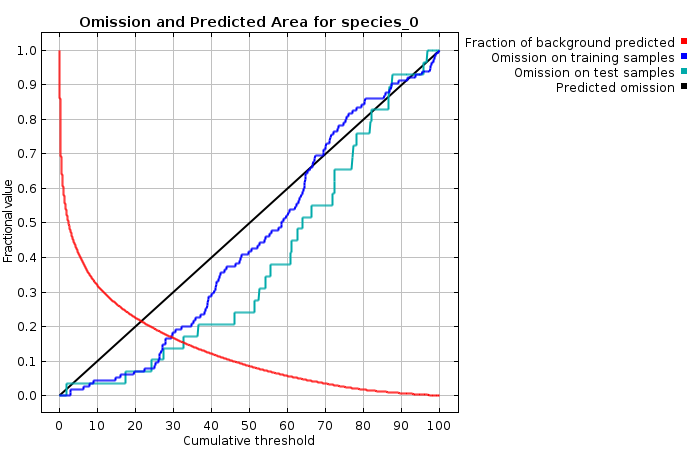 Omission and Predicted Area for species_0
Fraction of background predicted
Omission on training samples
Omission on test samples
Predicted omission
Fractional value
1.0
0.9
0.8
0.7
0.6
0.5
0.4
0.3
0.2
0.1
0.0
0 10 20 30 40 50 60 70 80 90 100
Cumulative threshold